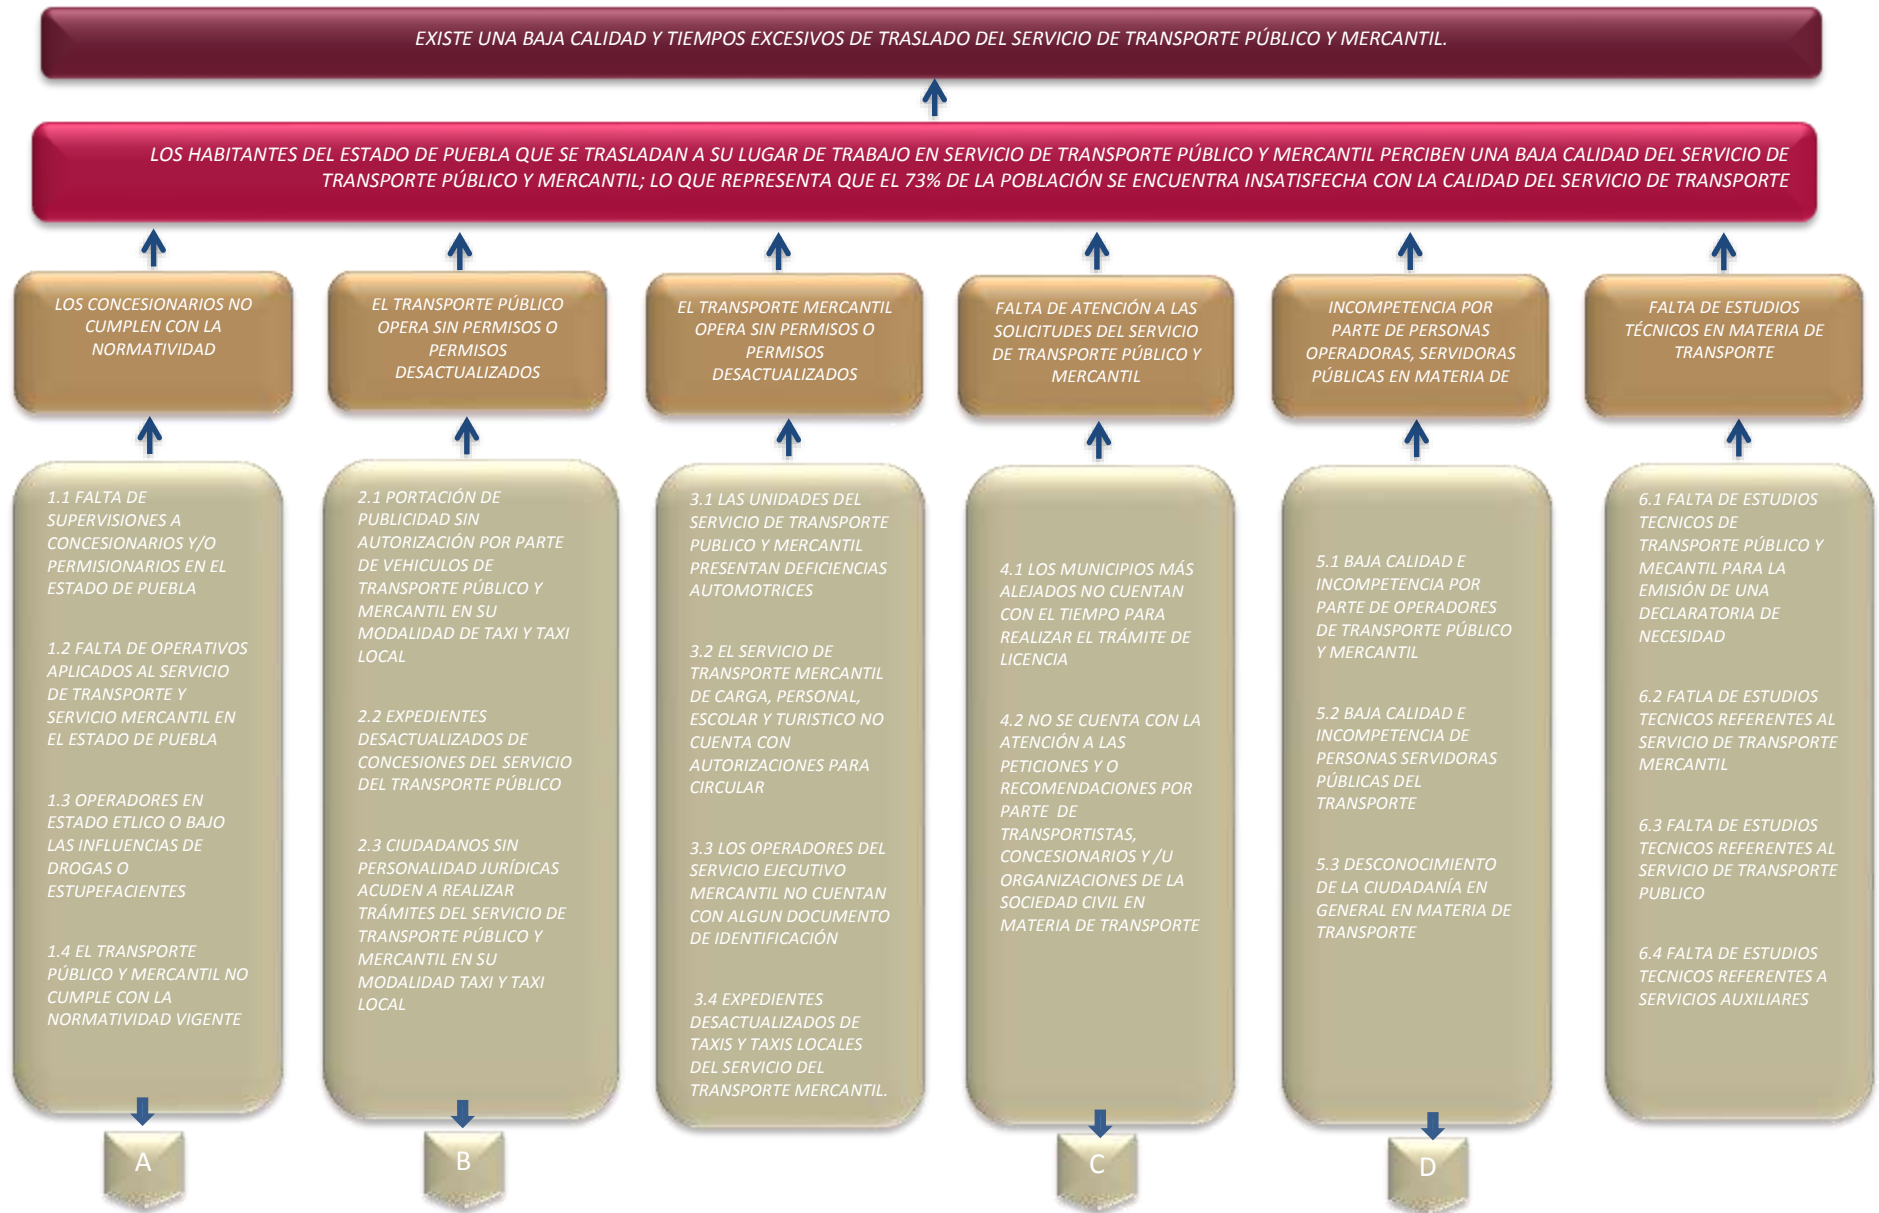 EXISTE UNA BAJA CALIDAD Y TIEMPOS EXCESIVOS DE TRASLADO DEL SERVICIO DE TRANSPORTE PÚBLICO Y MERCANTIL.
LOS HABITANTES DEL ESTADO DE PUEBLA QUE SE TRASLADAN A SU LUGAR DE TRABAJO EN SERVICIO DE TRANSPORTE PÚBLICO Y MERCANTIL PERCIBEN UNA BAJA CALIDAD DEL SERVICIO DE
TRANSPORTE PÚBLICO Y MERCANTIL; LO QUE REPRESENTA QUE EL 73% DE LA POBLACIÓN SE ENCUENTRA INSATISFECHA CON LA CALIDAD DEL SERVICIO DE TRANSPORTE
LOS CONCESIONARIOS NO
CUMPLEN CON LA
NORMATIVIDAD
EL TRANSPORTE PÚBLICO
OPERA SIN PERMISOS O
PERMISOS
DESACTUALIZADOS
EL TRANSPORTE MERCANTIL
OPERA SIN PERMISOS O
PERMISOS
DESACTUALIZADOS
FALTA DE ATENCIÓN A LAS
SOLICITUDES DEL SERVICIO
DE TRANSPORTE PÚBLICO Y
MERCANTIL
INCOMPETENCIA POR
PARTE DE PERSONAS
OPERADORAS, SERVIDORAS
PÚBLICAS EN MATERIA DE
FALTA DE ESTUDIOS
TÉCNICOS EN MATERIA DE
TRANSPORTE
1.1 FALTA DE
SUPERVISIONES A
CONCESIONARIOS Y/O
PERMISIONARIOS EN EL
ESTADO DE PUEBLA
1.2 FALTA DE OPERATIVOS
APLICADOS AL SERVICIO
DE TRANSPORTE Y
SERVICIO MERCANTIL EN
EL ESTADO DE PUEBLA
1.3 OPERADORES EN
ESTADO ETLICO O BAJO
LAS INFLUENCIAS DE
DROGAS O
ESTUPEFACIENTES
1.4 EL TRANSPORTE
PÚBLICO Y MERCANTIL NO
CUMPLE CON LA
NORMATIVIDAD VIGENTE
A
2.1 PORTACIÓN DE
PUBLICIDAD SIN
AUTORIZACIÓN POR PARTE
DE VEHICULOS DE
TRANSPORTE PÚBLICO Y
MERCANTIL EN SU
MODALIDAD DE TAXI Y TAXI
LOCAL
2.2 EXPEDIENTES
DESACTUALIZADOS DE
CONCESIONES DEL SERVICIO
DEL TRANSPORTE PÚBLICO
2.3 CIUDADANOS SIN
PERSONALIDAD JURÍDICAS
ACUDEN A REALIZAR
TRÁMITES DEL SERVICIO DE
TRANSPORTE PÚBLICO Y
MERCANTIL EN SU
MODALIDAD TAXI Y TAXI
LOCAL
B
3.1 LAS UNIDADES DEL
SERVICIO DE TRANSPORTE
PUBLICO Y MERCANTIL
PRESENTAN DEFICIENCIAS
AUTOMOTRICES
3.2 EL SERVICIO DE
TRANSPORTE MERCANTIL
DE CARGA, PERSONAL,
ESCOLAR Y TURISTICO NO
CUENTA CON
AUTORIZACIONES PARA
CIRCULAR
3.3 LOS OPERADORES DEL
SERVICIO EJECUTIVO
MERCANTIL NO CUENTAN
CON ALGUN DOCUMENTO
DE IDENTIFICACIÓN
3.4 EXPEDIENTES
DESACTUALIZADOS DE
TAXIS Y TAXIS LOCALES
DEL SERVICIO DEL
TRANSPORTE MERCANTIL.
4.1 LOS MUNICIPIOS MÁS
ALEJADOS NO CUENTAN
CON EL TIEMPO PARA
REALIZAR EL TRÁMITE DE
LICENCIA
4.2 NO SE CUENTA CON LA
ATENCIÓN A LAS
PETICIONES Y O
RECOMENDACIONES POR
PARTE DE
TRANSPORTISTAS,
CONCESIONARIOS Y /U
ORGANIZACIONES DE LA
SOCIEDAD CIVIL EN
MATERIA DE TRANSPORTE
C
5.1 BAJA CALIDAD E
INCOMPETENCIA POR
PARTE DE OPERADORES
DE TRANSPORTE PÚBLICO
Y MERCANTIL
5.2 BAJA CALIDAD E
INCOMPETENCIA DE
PERSONAS SERVIDORAS
PÚBLICAS DEL
TRANSPORTE
5.3 DESCONOCIMIENTO
DE LA CIUDADANÍA EN
GENERAL EN MATERIA DE
TRANSPORTE
D
6.1 FALTA DE ESTUDIOS
TECNICOS DE
TRANSPORTE PÚBLICO Y
MECANTIL PARA LA
EMISIÓN DE UNA
DECLARATORIA DE
NECESIDAD
6.2 FATLA DE ESTUDIOS
TECNICOS REFERENTES AL
SERVICIO DE TRANSPORTE
MERCANTIL
6.3 FALTA DE ESTUDIOS
TECNICOS REFERENTES AL
SERVICIO DE TRANSPORTE
PUBLICO
6.4 FALTA DE ESTUDIOS
TECNICOS REFERENTES A
SERVICIOS AUXILIARES